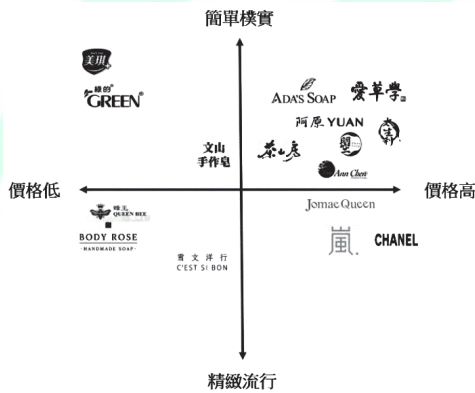 簡單樸實
美琪
綠的
GREEN
ADA'S SOAP
愛草學
阿原 YUAN
文山
手作皂
茶山房
Ann Chen
價格低
價格高
蜂王
QUEEN BEE
Jomae Queen
BODY ROSE
·HANDMADE SOAP·
嵐.
CHANEL
雪文洋行
C'EST SI BON
精緻流行